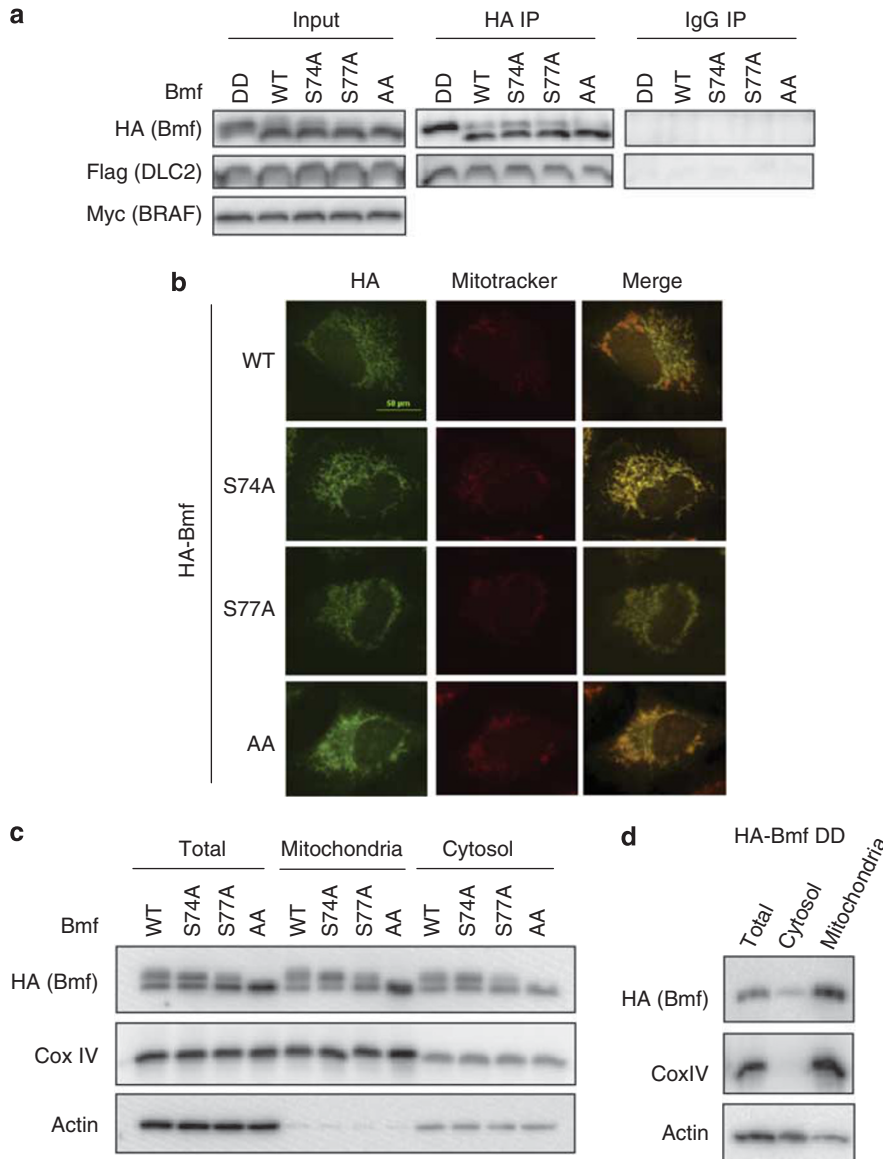 a
Input HA IP IgG IP
Bmf DD WT S74A S77A AA DD WT S74A S77A AA DD WT S74A S77A AA
HA (Bmf)
Flag (DLC2)
Myc (BRAF)
b
HA Mitotracker Merge
HA-Bmf
WT
50 µm
S74A
S77A
AA
c
Total Mitochondria Cytosol
Bmf WT S74A S77A AA WT S74A S77A AA WT S74A S77A AA
HA (Bmf)
Cox IV
Actin
d
HA-Bmf DD
Total Cytosol Mitochondria
HA (Bmf)
CoxIV
Actin